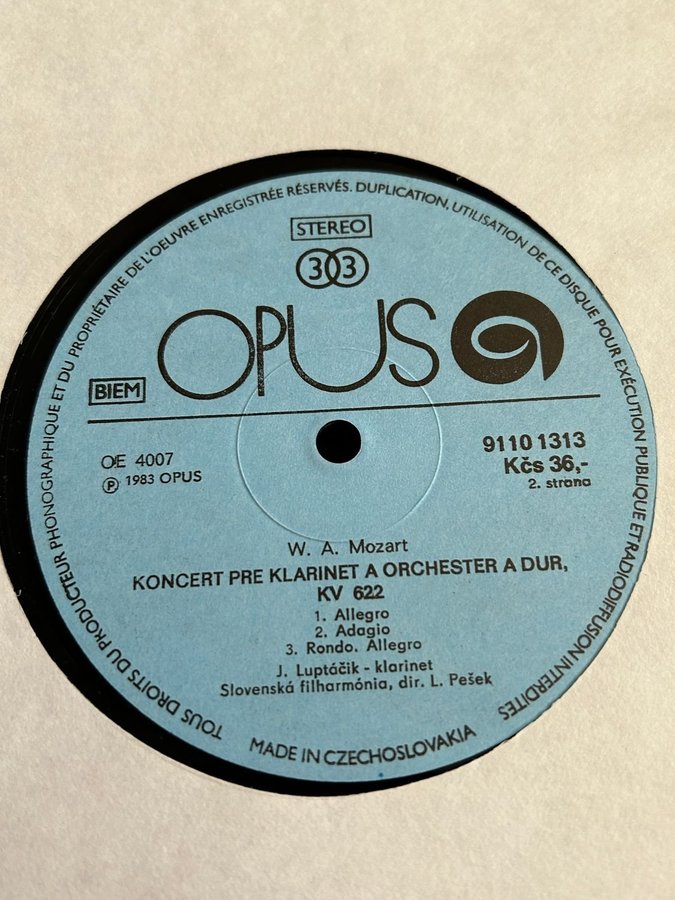 TOUS DROITS DU PRODUCTEUR PHONOGRAPHIQUE ET DU PROPRIÉTAIRE DE L'OEUVRE ENREGISTRÉE RÉSERVÉS. DUPLICATION, UTILISATION DE CE DISQUE POUR EXÉCUTION PUBLIQUE ET RADIODIFFUSION INTERDITES
STEREO
33
OPUS
BIEM
OE 4007
℗ 1983 OPUS
9110 1313
Kčs 36,-
2. strana
W. A. Mozart
KONCERT PRE KLARINET A ORCHESTER A DUR,
KV 622
1. Allegro
2. Adagio
3. Rondo. Allegro
J. Luptáčik - klarinet
Slovenská filharmónia, dir. L. Pešek
MADE IN CZECHOSLOVAKIA